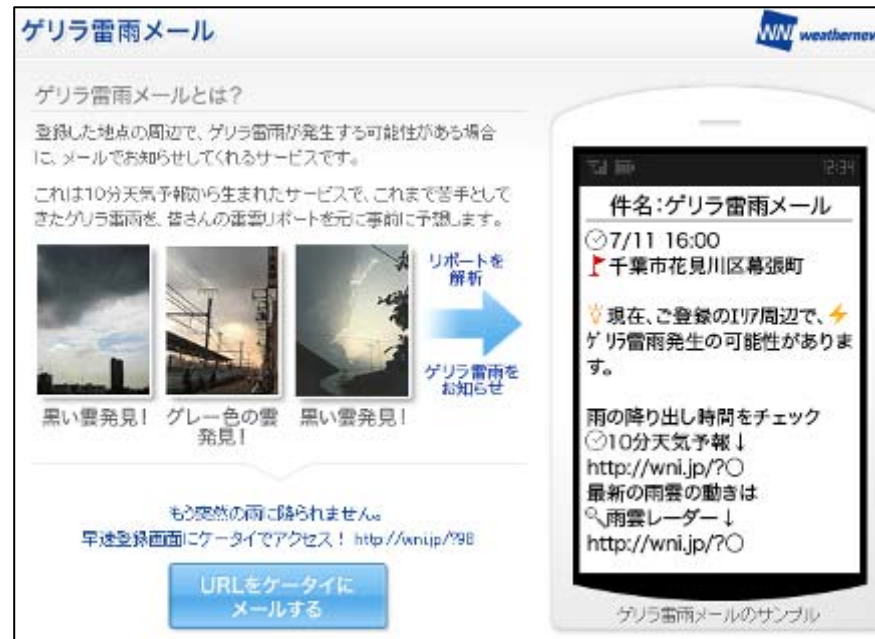 ゲリラ雷雨メール
WNI weathernew
ゲリラ雷雨メールとは？
登録した地点の周辺で、ゲリラ雷雨が発生する可能性がある場合
に、メールでお知らせしてくれるサービスです。
これは10分天気予報から生まれたサービスで、これまで苦手として
きたゲリラ雷雨を、皆さんの雷雲リポートを元に事前に予想します。
リポートを
解析
ゲリラ雷雨を
お知らせ
黒い雲発見！
グレー色の雲
発見！
黒い雲発見！
もう突然の雨に降られません。
早速登録画面にケータイでアクセス！ http://wni.jp/?98
URLをケータイに
メールする
12:34
件名：ゲリラ雷雨メール
7/11 16:00
千葉市花見川区幕張町
現在、ご登録のｴﾘｱ周辺で、
ｹﾞﾘﾗ雷雨発生の可能性がありま
す。
雨の降り出し時間をチェック
10分天気予報↓
http://wni.jp/?○
最新の雨雲の動きは
雨雲レーダー↓
http://wni.jp/?○
ゲリラ雷雨メールのサンプル